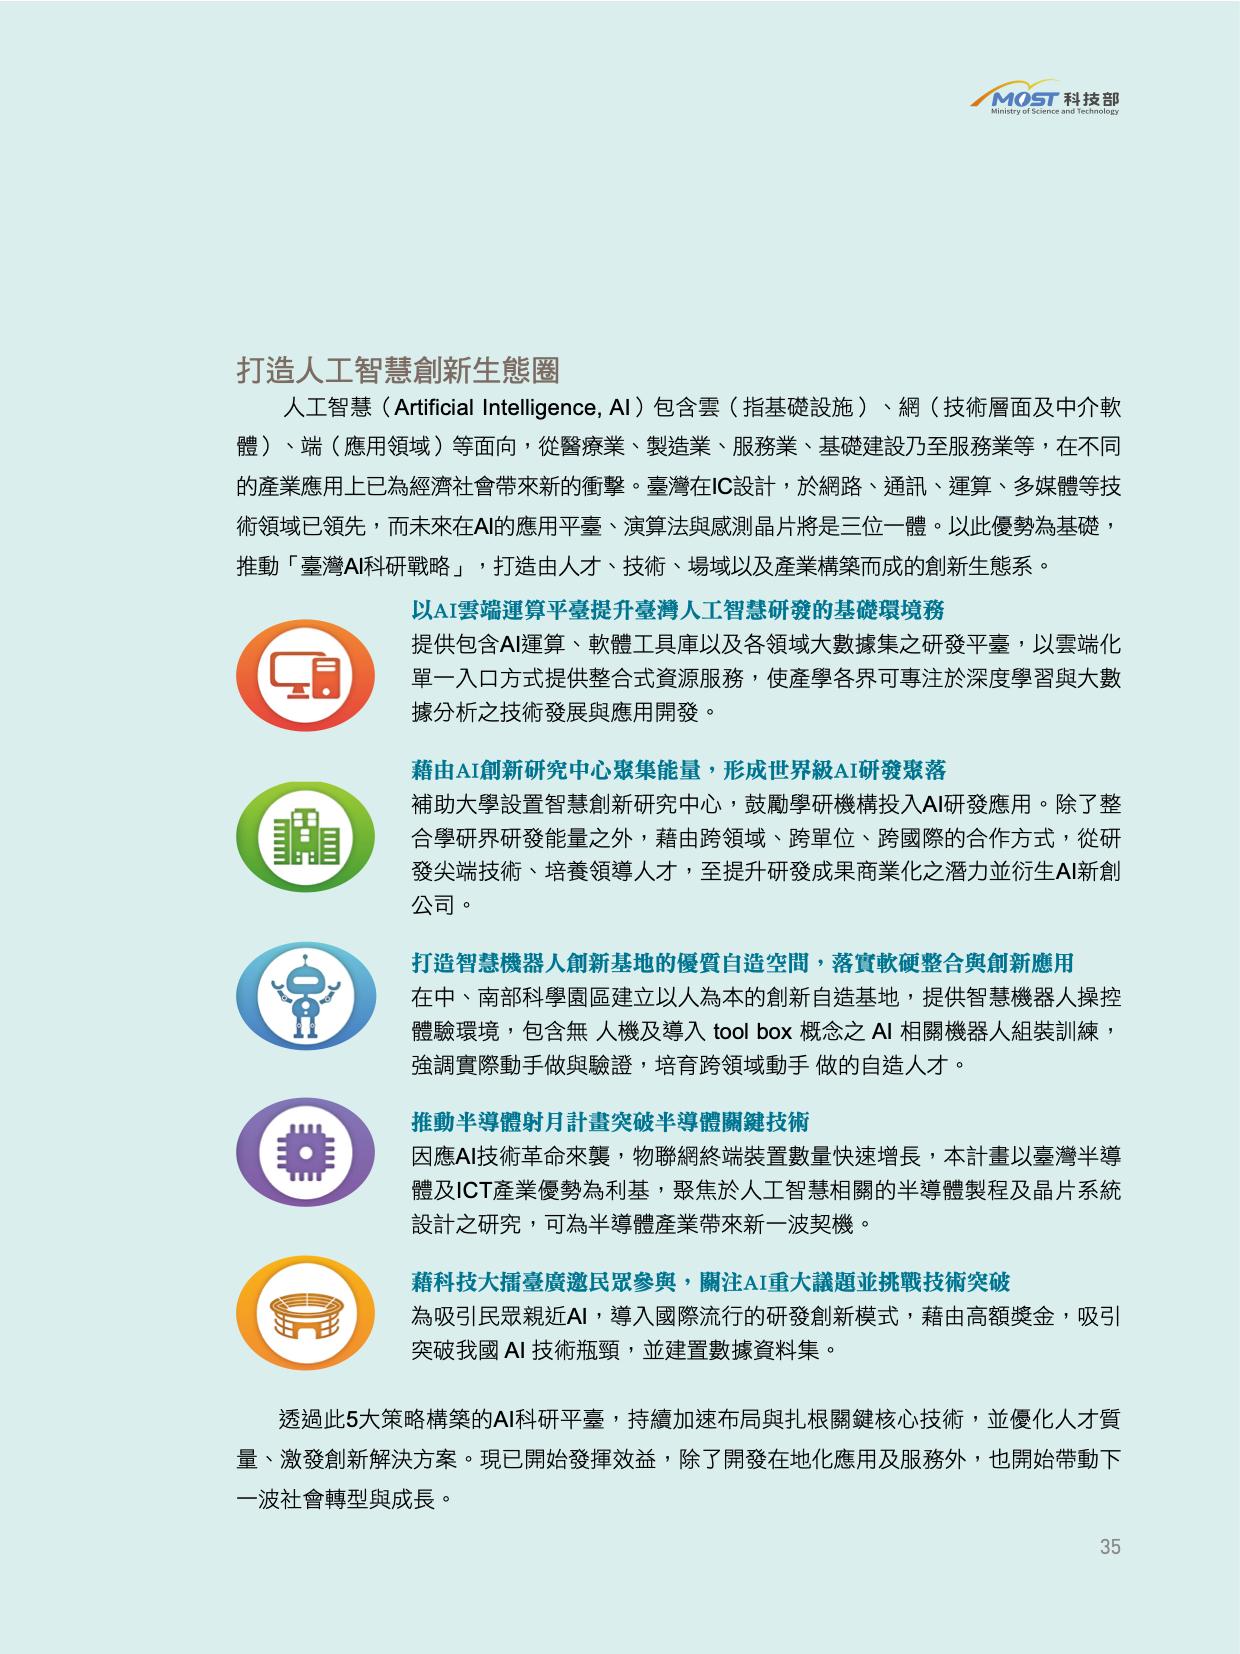 MOST 科技部
Ministry of Science and Technology
打造人工智慧創新生態圈
人工智慧（Artificial Intelligence, AI）包含雲（指基礎設施）、網（技術層面及中介軟
體）、端（應用領域）等面向，從醫療業、製造業、服務業、基礎建設乃至服務業等，在不同
的產業應用上已為經濟社會帶來新的衝擊。臺灣在IC設計，於網路、通訊、運算、多媒體等技
術領域已領先，而未來在AI的應用平臺、演算法與感測晶片將是三位一體。以此優勢為基礎，
推動「臺灣AI科研戰略」，打造由人才、技術、場域以及產業構築而成的創新生態系。
以AI雲端運算平臺提升臺灣人工智慧研發的基礎環境務
提供包含AI運算、軟體工具庫以及各領域大數據集之研發平臺，以雲端化
單一入口方式提供整合式資源服務，使產學各界可專注於深度學習與大數
據分析之技術發展與應用開發。
藉由AI創新研究中心聚集能量，形成世界級AI研發聚落
補助大學設置智慧創新研究中心，鼓勵學研機構投入AI研發應用。除了整
合學研界研發能量之外，藉由跨領域、跨單位、跨國際的合作方式，從研
發尖端技術、培養領導人才，至提升研發成果商業化之潛力並衍生AI新創
公司。
打造智慧機器人創新基地的優質自造空間，落實軟硬整合與創新應用
在中、南部科學園區建立以人為本的創新自造基地，提供智慧機器人操控
體驗環境，包含無 人機及導入 tool box 概念之 AI 相關機器人組裝訓練，
強調實際動手做與驗證，培育跨領域動手 做的自造人才。
推動半導體射月計畫突破半導體關鍵技術
因應AI技術革命來襲，物聯網終端裝置數量快速增長，本計畫以臺灣半導
體及ICT產業優勢為利基，聚焦於人工智慧相關的半導體製程及晶片系統
設計之研究，可為半導體產業帶來新一波契機。
藉科技大擂臺廣邀民眾參與，關注AI重大議題並挑戰技術突破
為吸引民眾親近AI，導入國際流行的研發創新模式，藉由高額獎金，吸引
突破我國 AI 技術瓶頸，並建置數據資料集。
透過此5大策略構築的AI科研平臺，持續加速布局與扎根關鍵核心技術，並優化人才質
量、激發創新解決方案。現已開始發揮效益，除了開發在地化應用及服務外，也開始帶動下
一波社會轉型與成長。
35